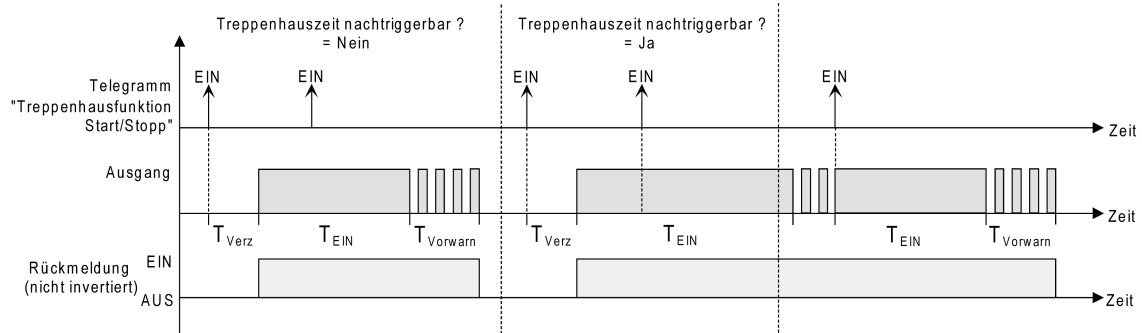 Treppenhauszeit nachtriggerbar ?
= Nein
Treppenhauszeit nachtriggerbar ?
= Ja
Telegramm
"Treppenhausfunktion
Start/Stopp"
EIN
EIN
EIN
EIN
EIN
Zeit
Ausgang
Zeit
T Verz
T EIN
T Vorwarn
T Verz
T EIN
T EIN
T Vorwarn
Rückmeldung
(nicht invertiert)
EIN
AUS
Zeit